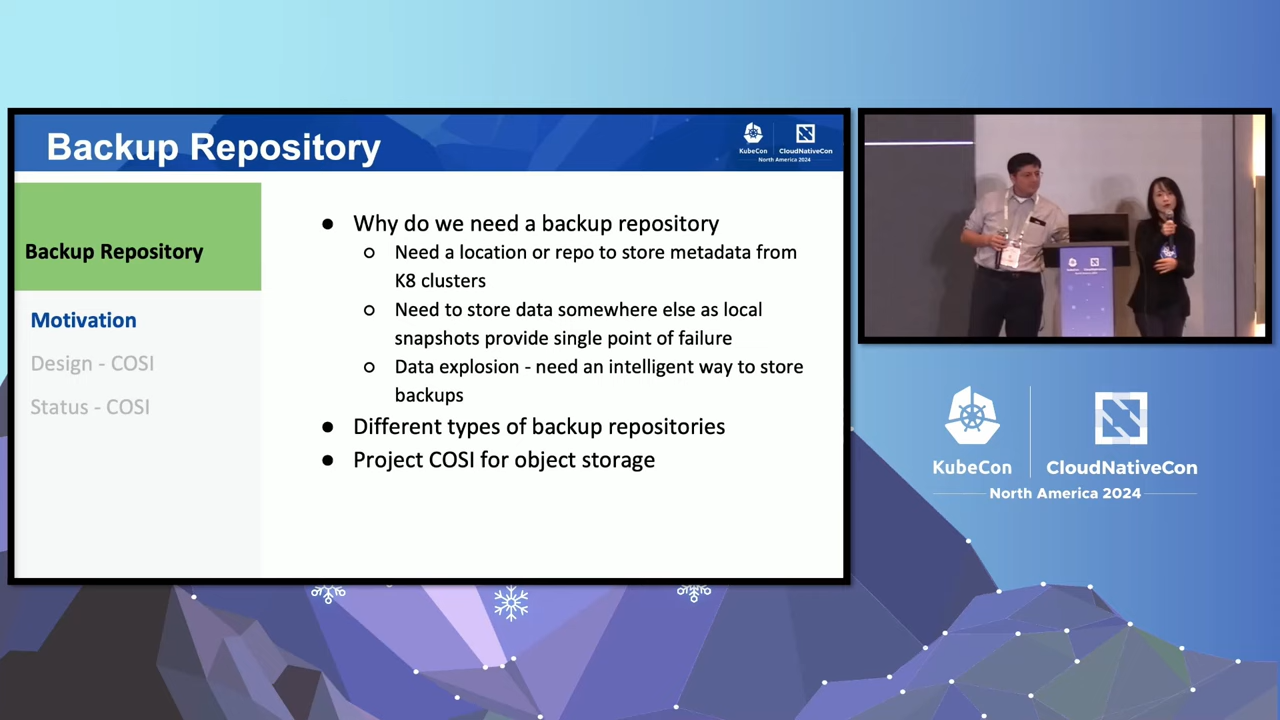 Backup Repository
KubeCon
CloudNativeCon
North America 2024
Backup Repository
Motivation
Design - COSI
Status - COSI
● Why do we need a backup repository
○ Need a location or repo to store metadata from
K8 clusters
○ Need to store data somewhere else as local
snapshots provide single point of failure
○ Data explosion - need an intelligent way to store
backups
● Different types of backup repositories
● Project COSI for object storage
KubeCon
CloudNativeCon
North America 2024